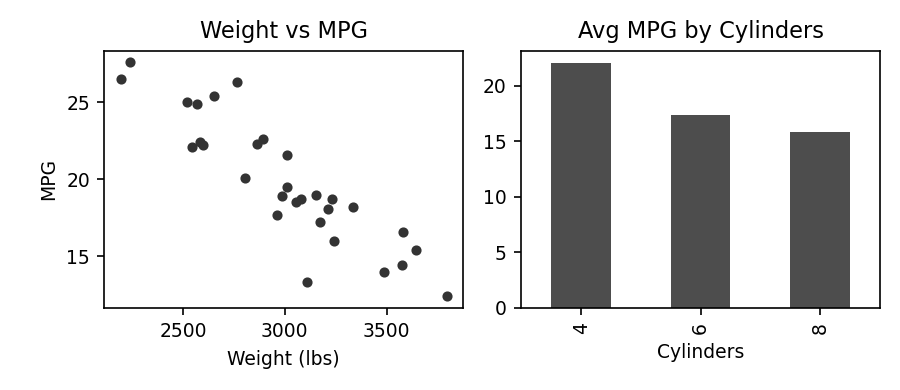 Weight vs MPG
MPG
25
20
15
2500 3000 3500
Weight (lbs)
Avg MPG by Cylinders
20
15
10
5
0
4 6 8
Cylinders